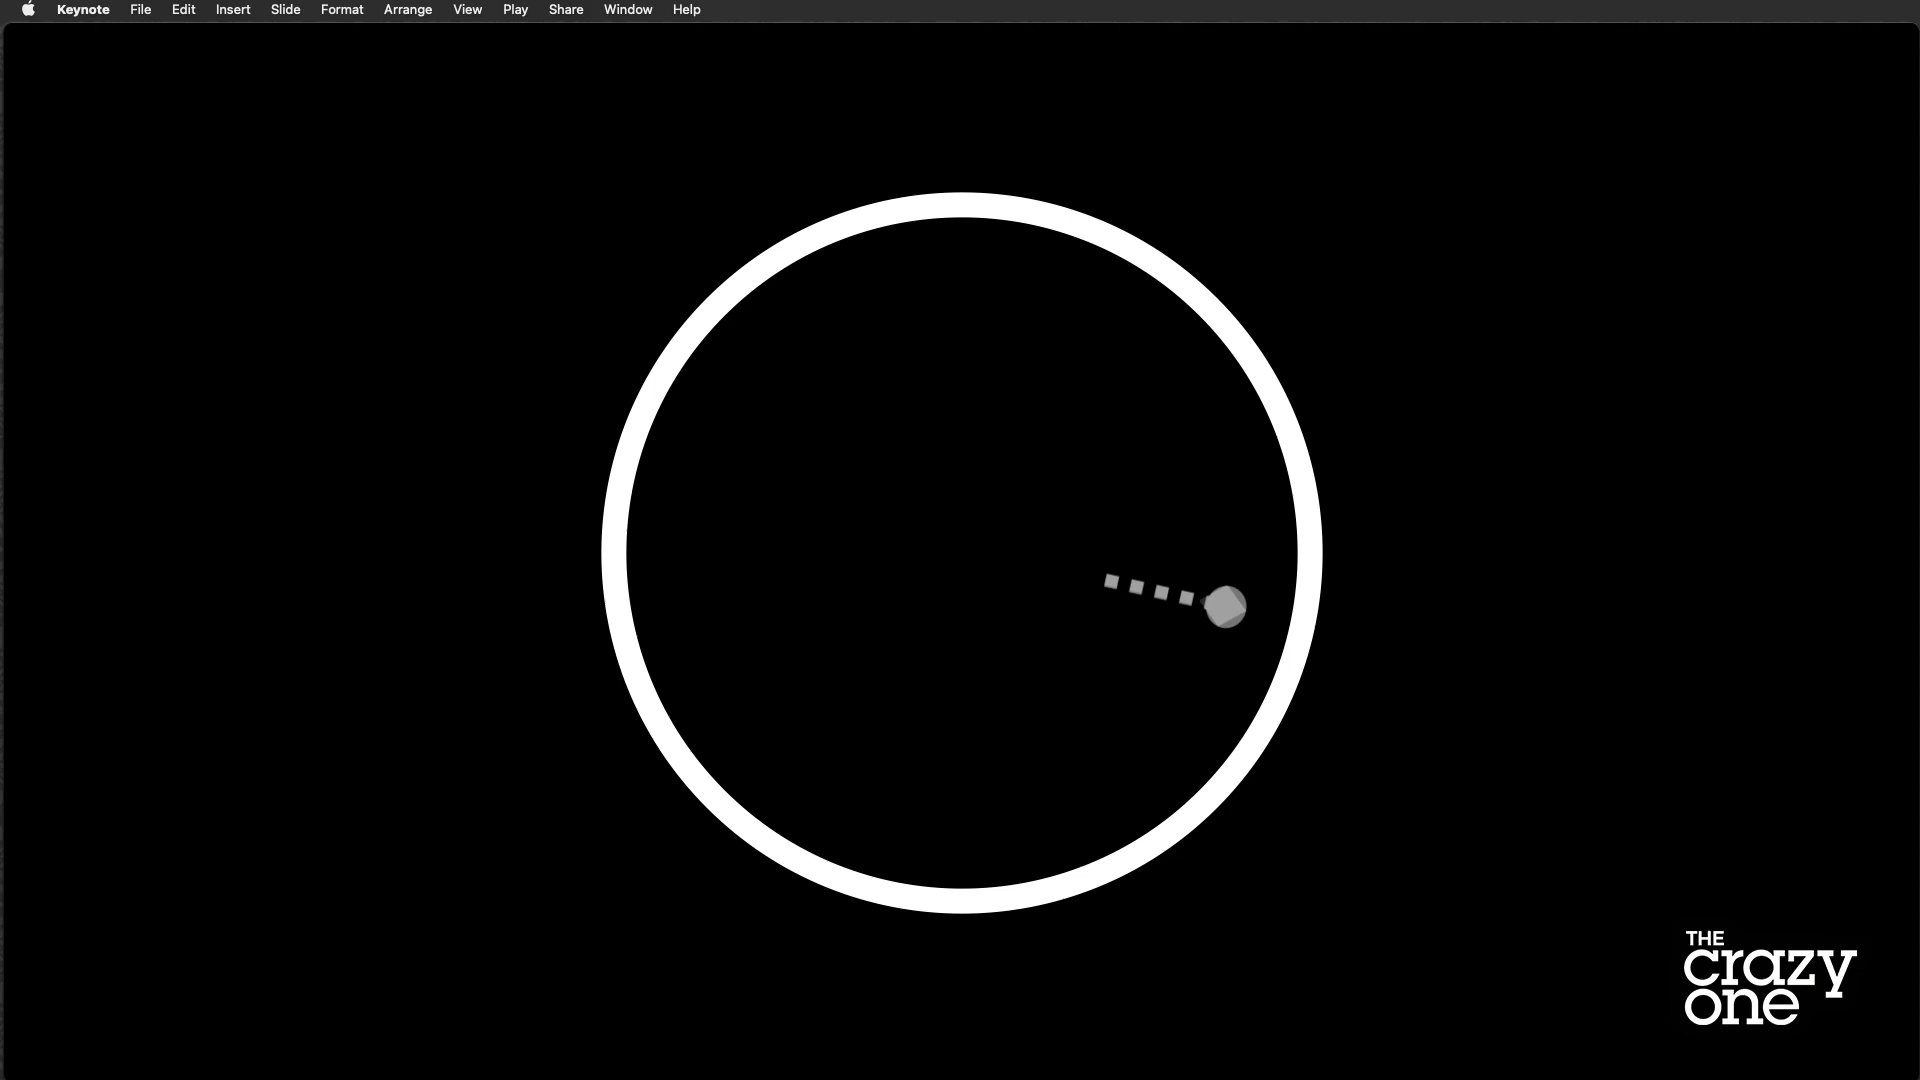 Keynote File Edit Insert Slide Format Arrange View Play Share Window Help
THE
crazy
one